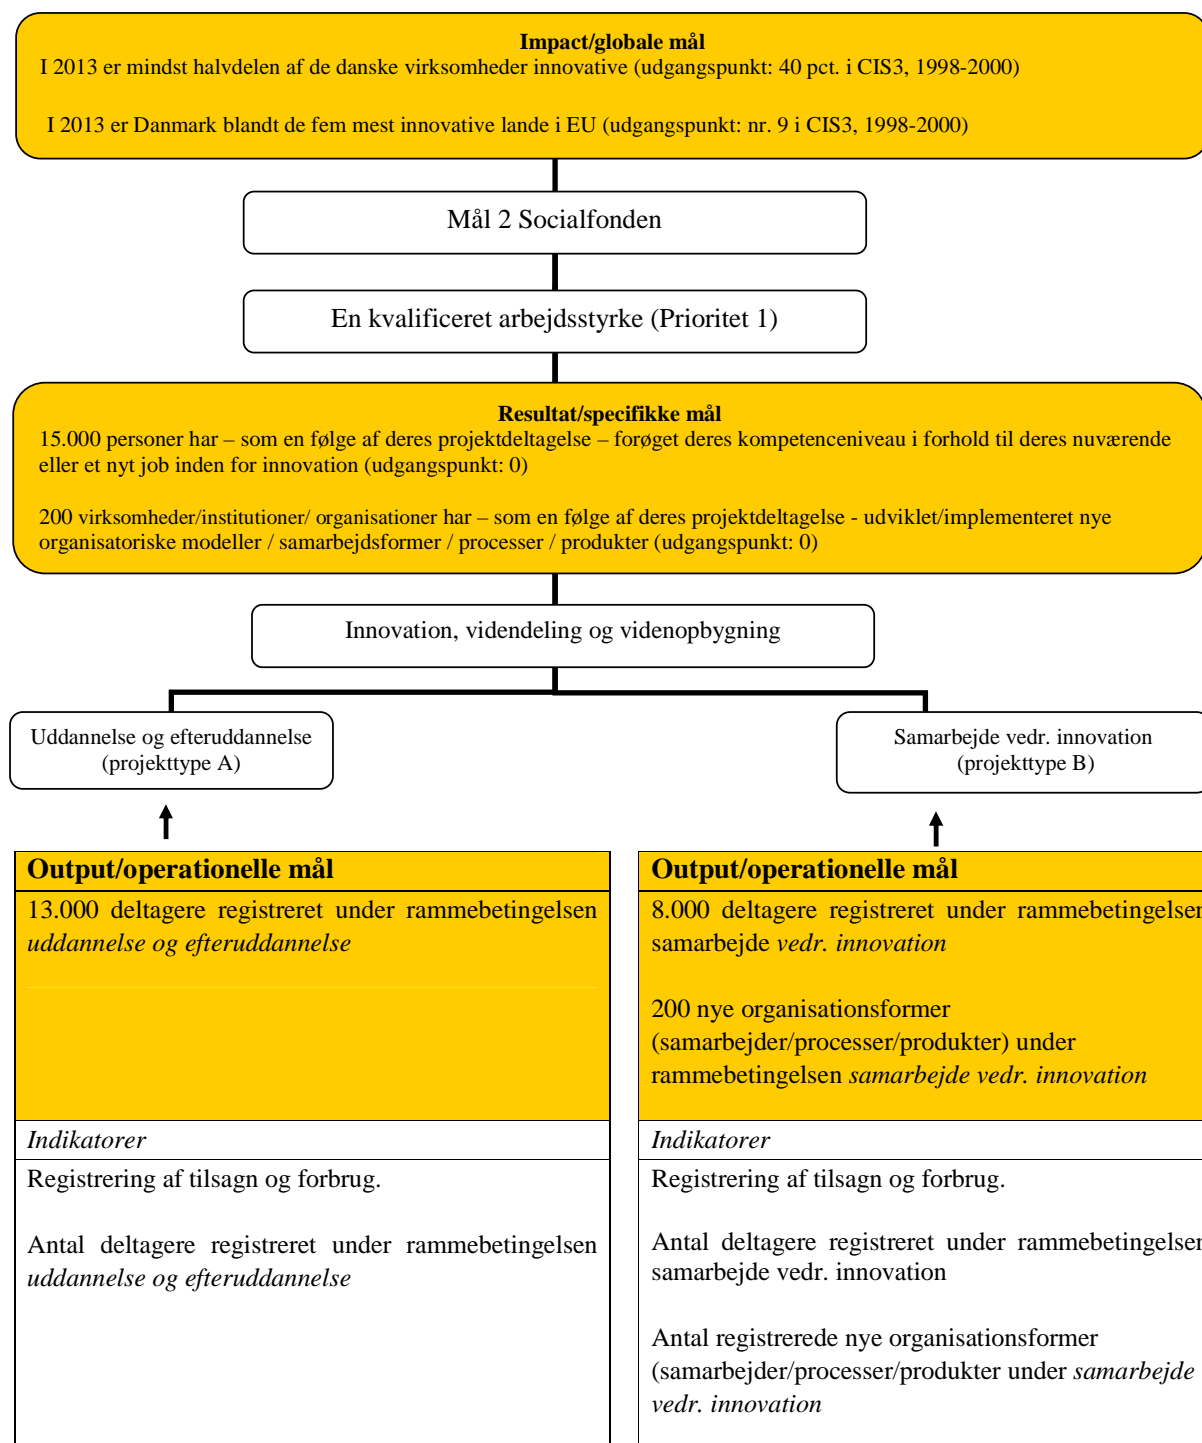 Impact/globale mål
I 2013 er mindst halvdelen af de danske virksomheder innovative (udgangspunkt: 40 pct. i CIS3, 1998-2000)
I 2013 er Danmark blandt de fem mest innovative lande i EU (udgangspunkt: nr. 9 i CIS3, 1998-2000)
Mål 2 Socialfonden
En kvalificeret arbejdsstyrke (Prioritet 1)
Resultat/specifikke mål
15.000 personer har – som en følge af deres projektdeltagelse – forøget deres kompetenceniveau i forhold til deres nuværende
eller et nyt job inden for innovation (udgangspunkt: 0)
200 virksomheder/institutioner/ organisationer har – som en følge af deres projektdeltagelse - udviklet/implementeret nye
organisatoriske modeller / samarbejdsformer / processer / produkter (udgangspunkt: 0)
Innovation, videndeling og videnopbygning
Uddannelse og efteruddannelse
(projekttype A)
Samarbejde vedr. innovation
(projekttype B)
Output/operationelle mål
13.000 deltagere registreret under rammebetingelsen
uddannelse og efteruddannelse
Indikatorer
Registrering af tilsagn og forbrug.
Antal deltagere registreret under rammebetingelsen
uddannelse og efteruddannelse
Output/operationelle mål
8.000 deltagere registreret under rammebetingelsen
samarbejde vedr. innovation
200 nye organisationsformer
(samarbejder/processer/produkter) under
rammebetingelsen samarbejde vedr. innovation
Indikatorer
Registrering af tilsagn og forbrug.
Antal deltagere registreret under rammebetingelsen
samarbejde vedr. innovation
Antal registrerede nye organisationsformer
(samarbejder/processer/produkter under samarbejde
vedr. innovation